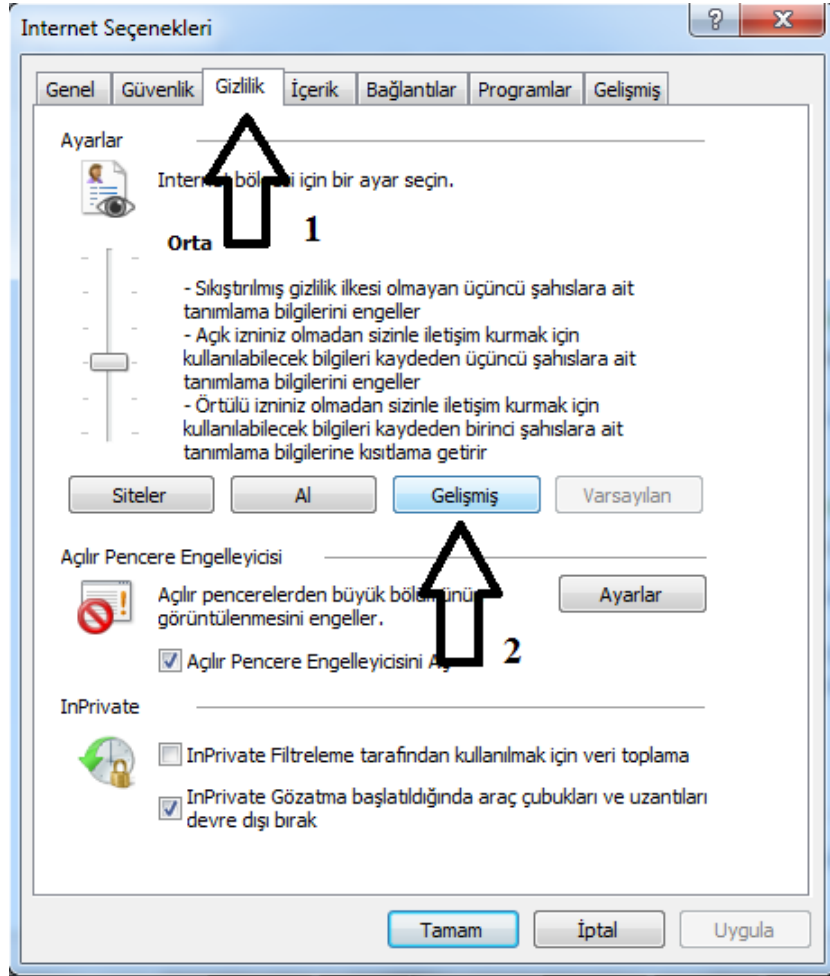 Internet Seçenekleri
Genel Güvenlik Gizlilik İçerik Bağlantılar Programlar Gelişmiş
Ayarlar
için bir ayar seçin.
1
Orta
- Sıkıştırılmış gizlilik ilkesi olmayan üçüncü şahıslara ait
tanımlama bilgilerini engeller
- Açık izniniz olmadan sizinle iletişim kurmak için
kullanılabilecek bilgileri kaydeden üçüncü şahıslara ait
tanımlama bilgilerini engeller
- Örtülü izniniz olmadan sizinle iletişim kurmak için
kullanılabilecek bilgileri kaydeden birinci şahıslara ait
tanımlama bilgilerine kısıtlama getirir
Siteler Al Gelişmiş Varsayılan
Açılır Pencere Engelleyicisi
Açılır pencerelerden büyük
görüntülenmesini engeller.
Ayarlar
Açılır Pencere Engelleyicisini
2
InPrivate
InPrivate Filtreleme tarafından kullanılmak için veri toplama
InPrivate Gözatma başlatıldığında araç çubukları ve uzantıları
devre dışı bırak
Tamam İptal Uygula